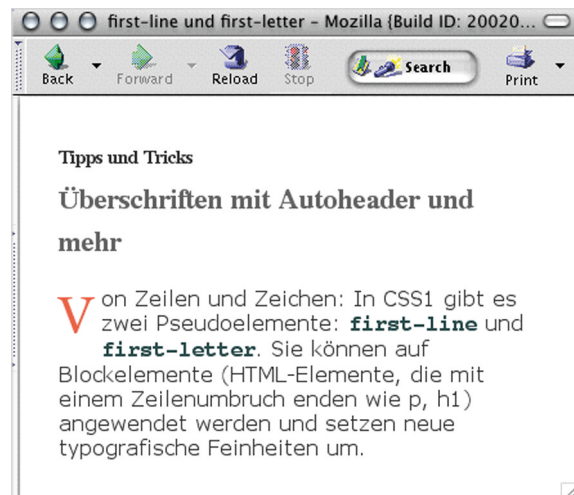 first-line und first-letter – Mozilla {Build ID: 20020...
Back Forward Reload Stop Search Print
Tipps und Tricks
Überschriften mit Autoheader und
mehr
Von Zeilen und Zeichen: In CSS1 gibt es
zwei Pseudoelemente: first-line und
first-letter. Sie können auf
Blockelemente (HTML-Elemente, die mit
einem Zeilenumbruch enden wie p, h1)
angewendet werden und setzen neue
typografische Feinheiten um.